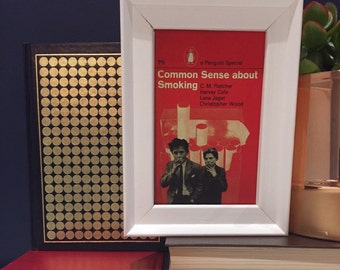 a Penguin Special
Common Sense about
Smoking
C. M. Fletcher
Harvey Cole
Lena Jeger
Christopher Wood